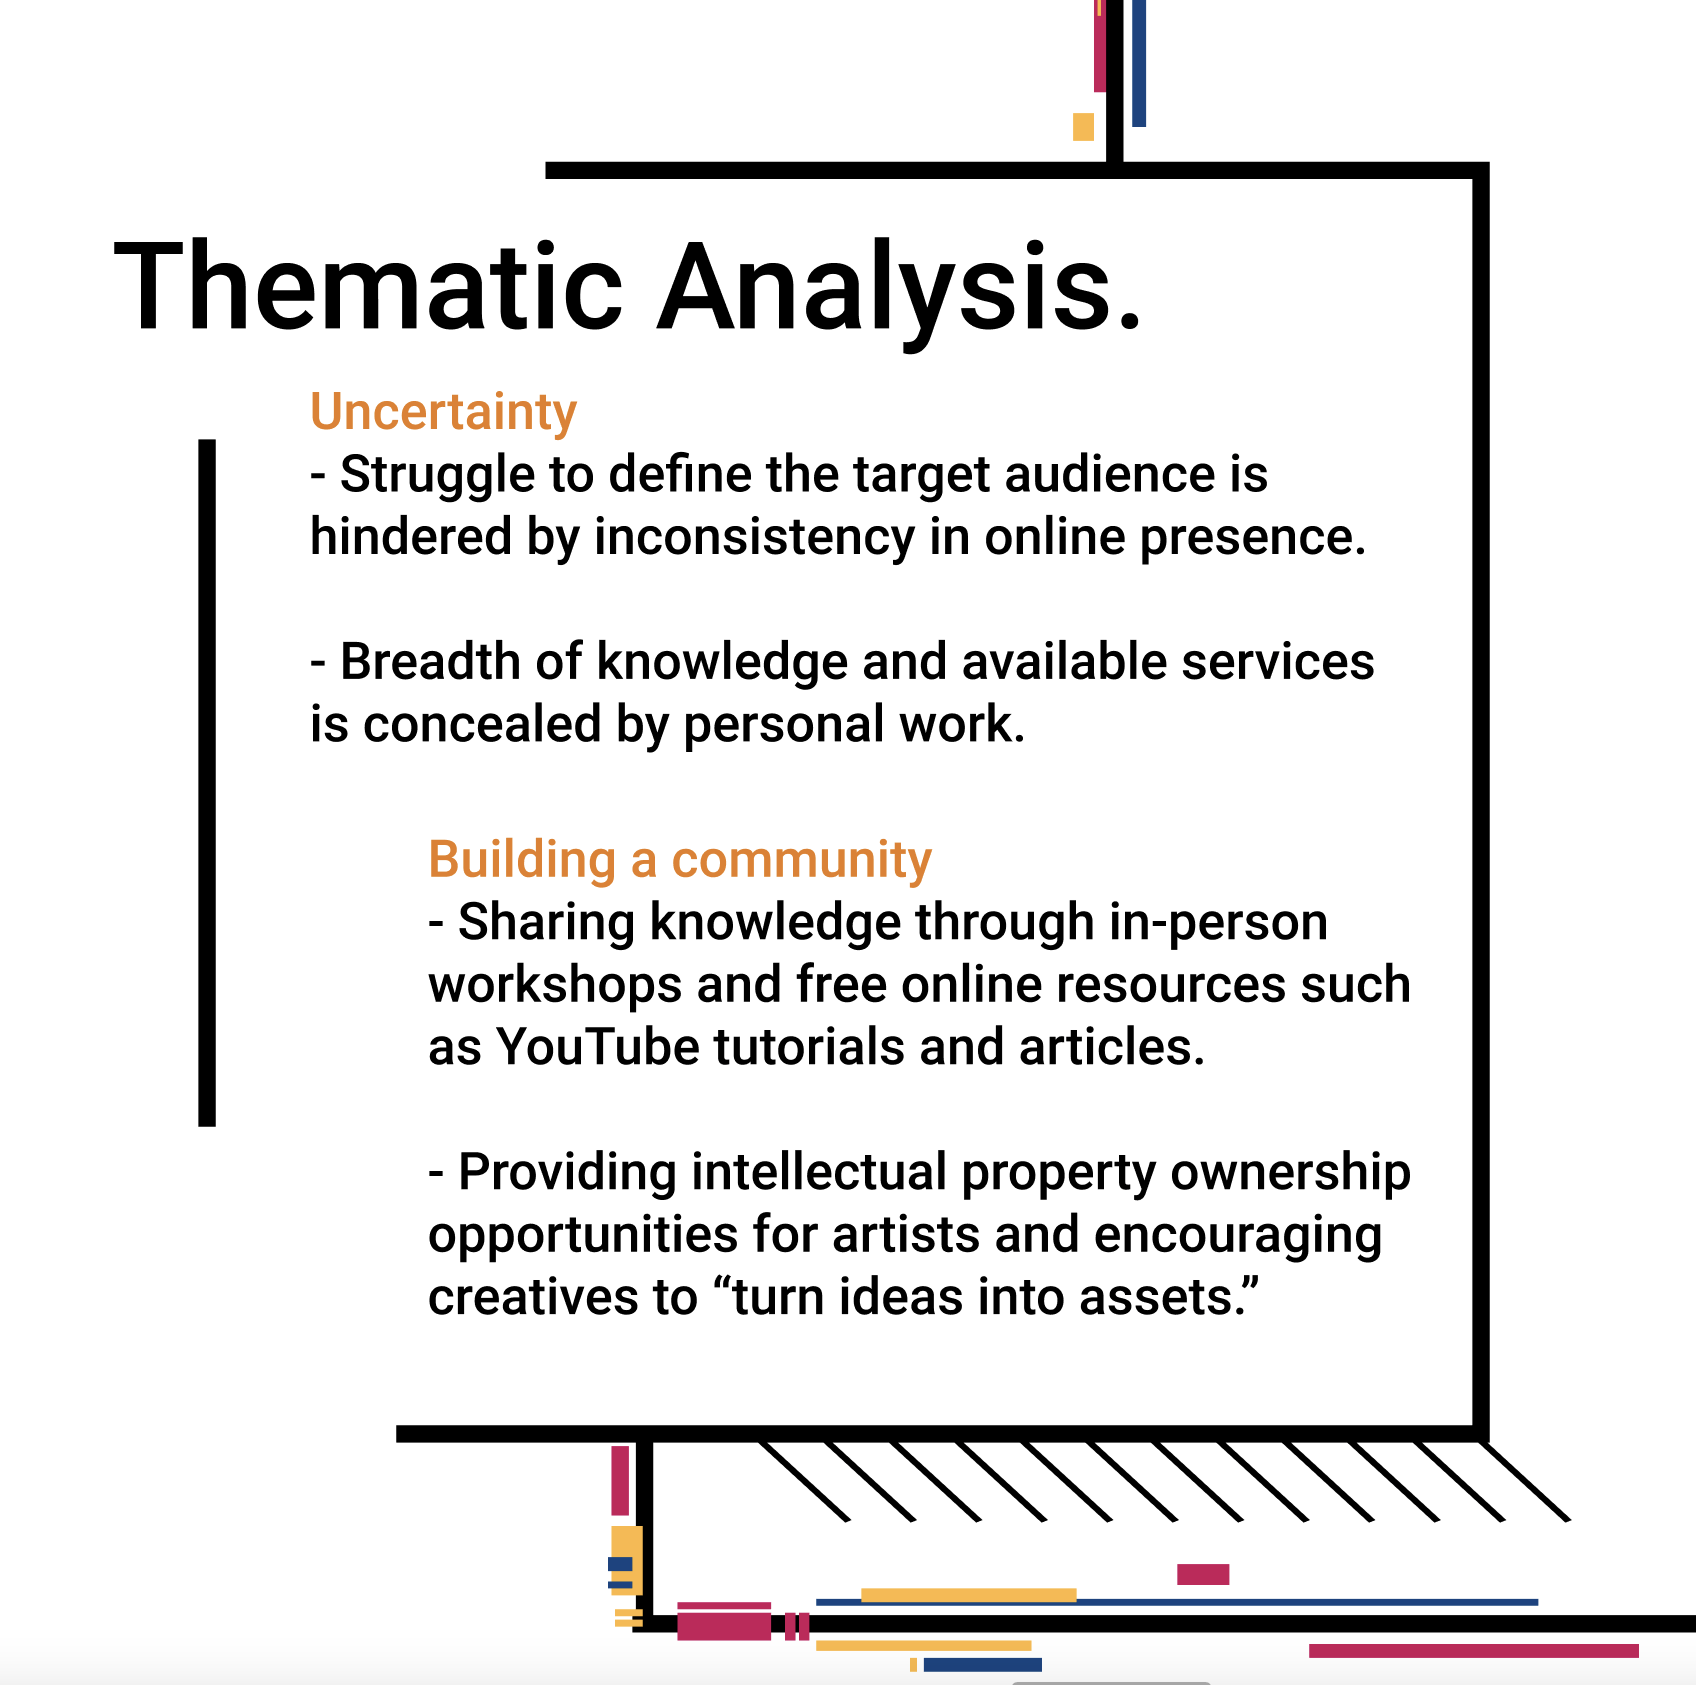 Thematic Analysis.
Uncertainty
- Struggle to define the target audience is
hindered by inconsistency in online presence.
- Breadth of knowledge and available services
is concealed by personal work.
Building a community
- Sharing knowledge through in-person
workshops and free online resources such
as YouTube tutorials and articles.
- Providing intellectual property ownership
opportunities for artists and encouraging
creatives to “turn ideas into assets.”